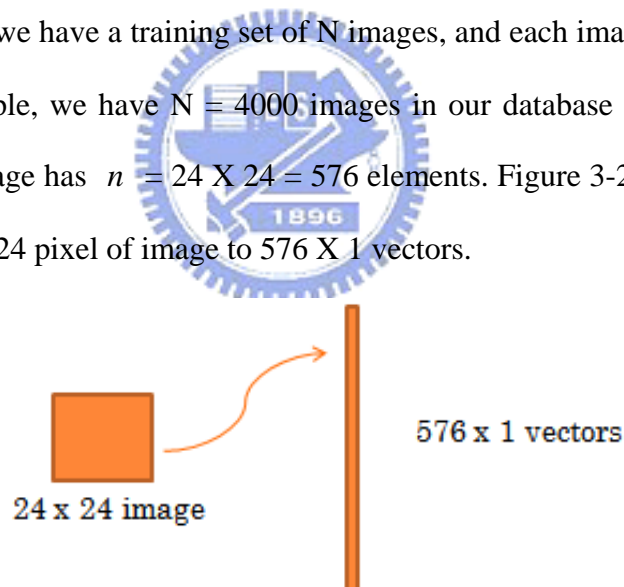 we have a training set of N images, and each ima
ple, we have N = 4000 images in our database
age has n = 24 X 24 = 576 elements. Figure 3-2
1896
24 pixel of image to 576 X 1 vectors.
576 x 1 vectors
24 x 24 image